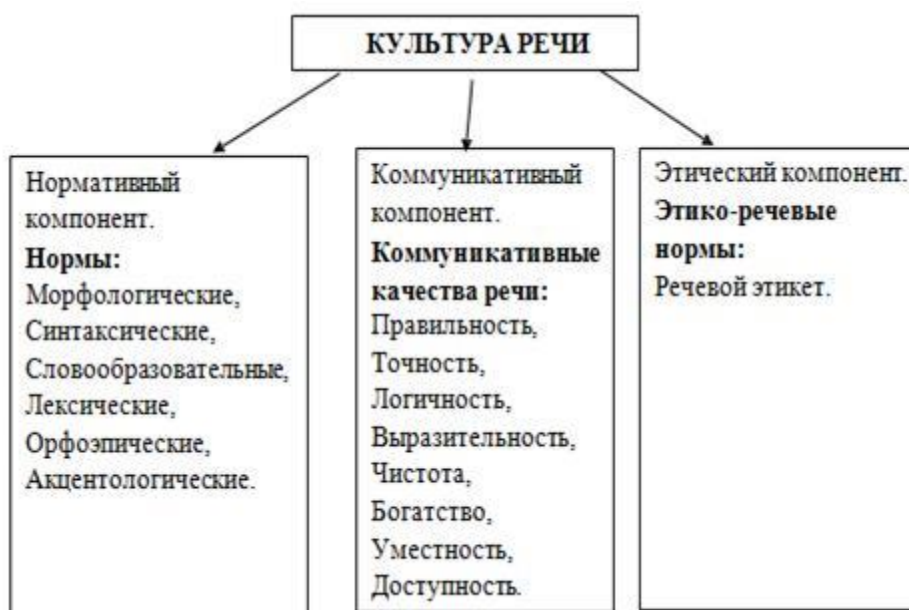 КУЛЬТУРА РЕЧИ
Нормативный
компонент.
Нормы:
Морфологические,
Синтаксические,
Словообразовательные,
Лексические,
Орфоэпические,
Акцентологические.
Коммуникативный
компонент.
Коммуникативные
качества речи:
Правильность,
Точность,
Логичность,
Выразительность,
Чистота,
Богатство,
Уместность,
Доступность.
Этический компонент.
Этико-речевые
нормы:
Речевой этикет.